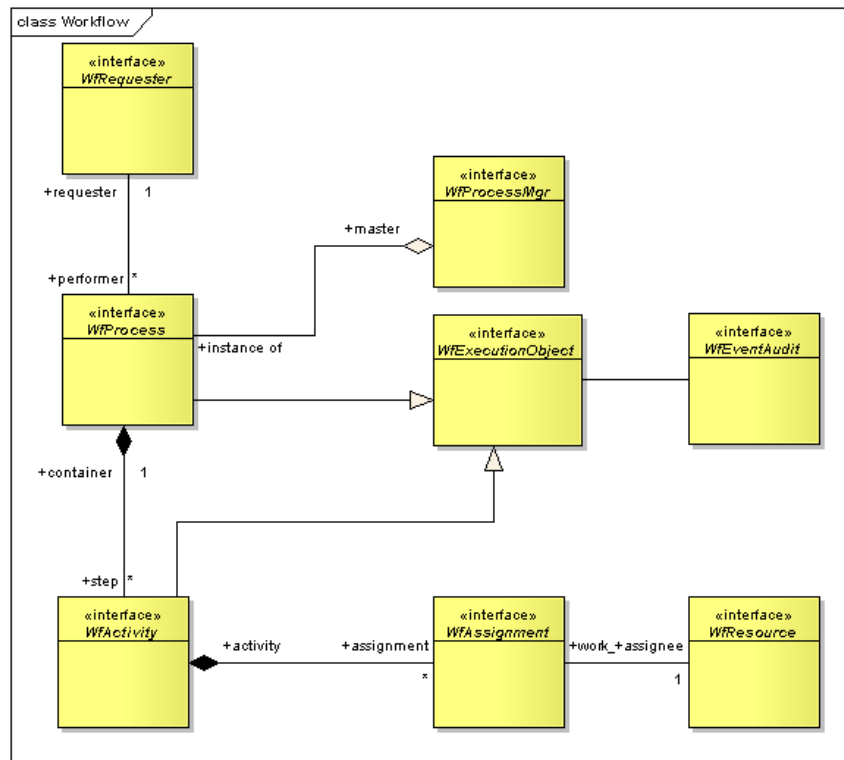 class Workflow
«interface»
WfRequester
+requester 1
+performer *
«interface»
WfProcess
+instance of
+master
«interface»
WfProcessMgr
«interface»
WfExecutionObject
«interface»
WfEventAudit
+container 1
+step *
«interface»
WfActivity
+activity
+assignment
*
«interface»
WfAssignment
+work_+assignee
1
«interface»
WfResource